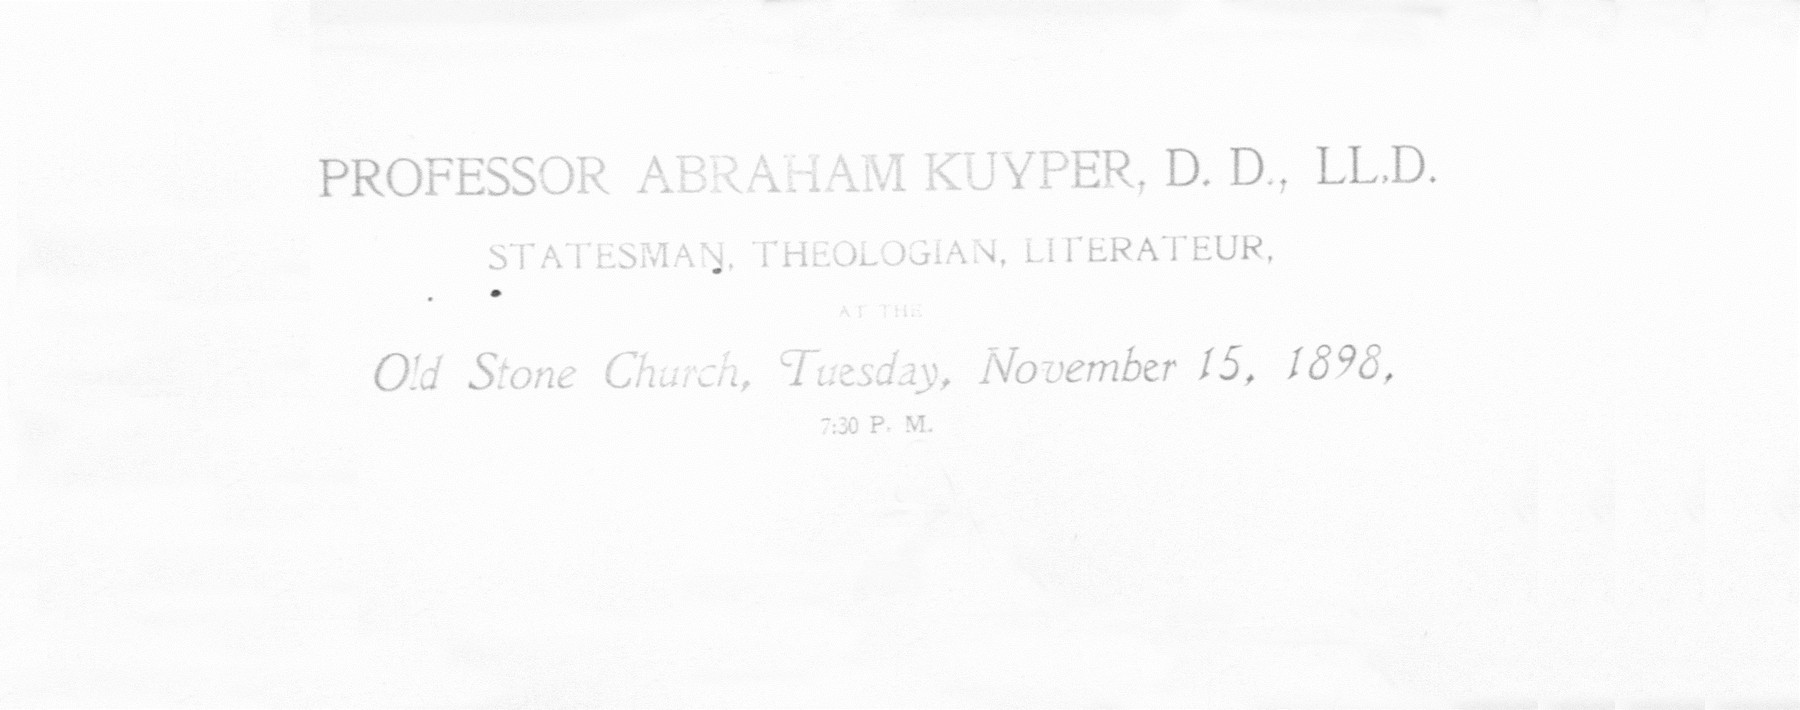 PROFESSOR ABRAHAM KUYPER, D. D., LL.D.
STATESMAN, THEOLOGIAN, LITERATEUR,
AT THE
Old Stone Church, Tuesday, November 15, 1898,
7:30 P. M.